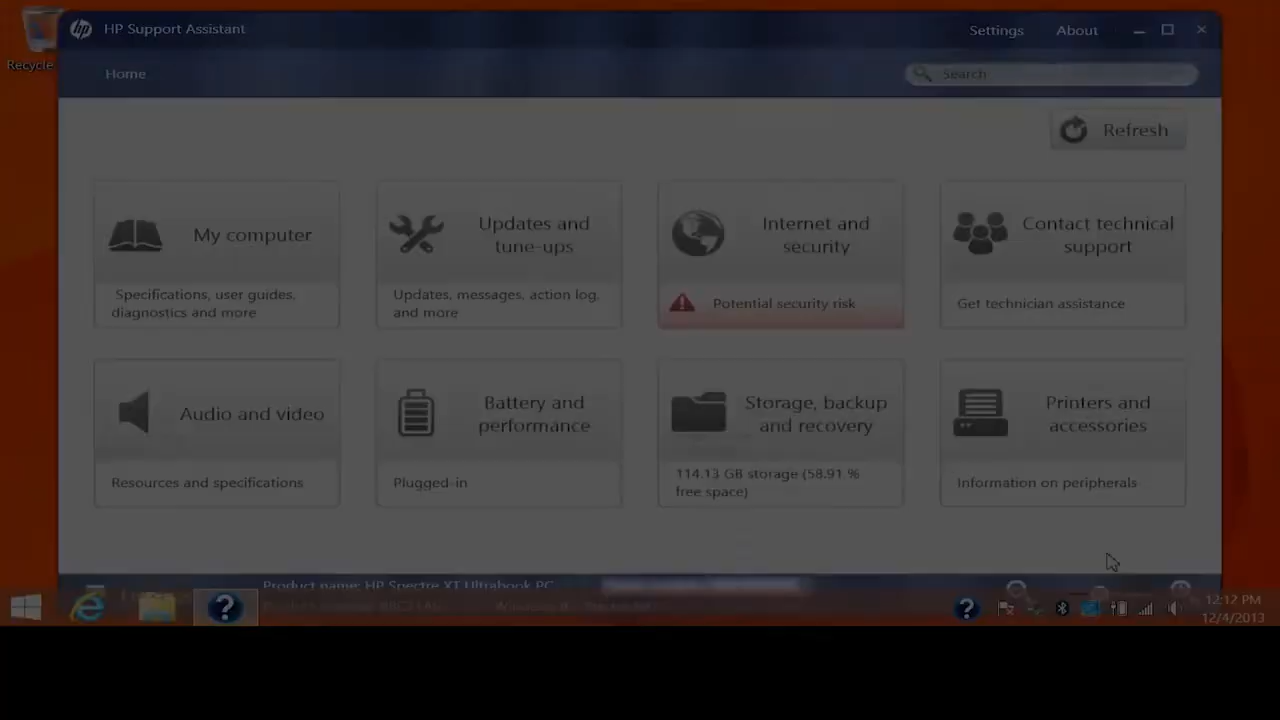 HP Support Assistant
Settings
About
Recycle
Home
Search
Refresh
My computer
Specifications, user guides,
diagnostics and more
Updates and
tune-ups
Updates, messages, action log,
and more
Internet and
security
Potential security risk
Contact technical
support
Get technician assistance
Audio and video
Resources and specifications
Battery and
performance
Plugged-in
Storage, backup
and recovery
114.13 GB storage (58.91 %
free space)
Printers and
accessories
Information on peripherals
Product name: HP Spectre XT Ultrabook PC
12:12 PM
12/4/2013